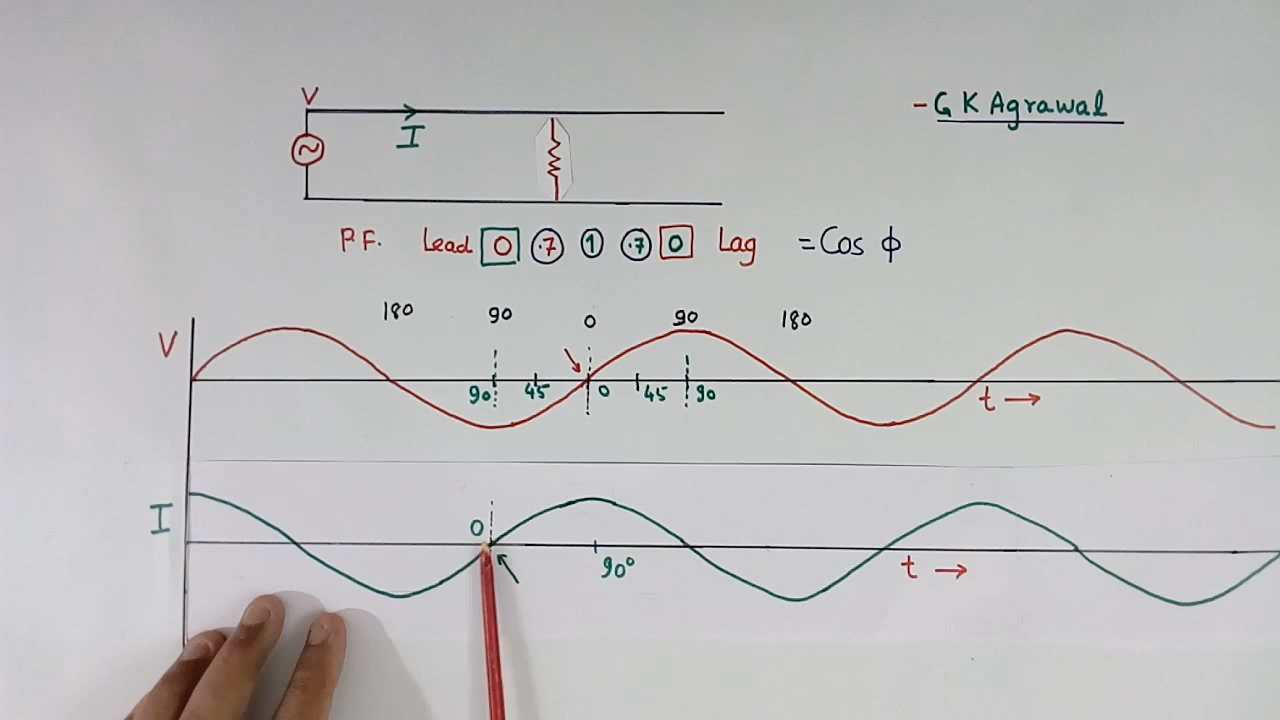 V
- G K Agrawal
I
~
P.F. Lead 0 .7 1 .7 0 Lag = Cos ϕ
180 90 0 90 180
V
90 45 0 45 90
t →
I
0
90°
t →